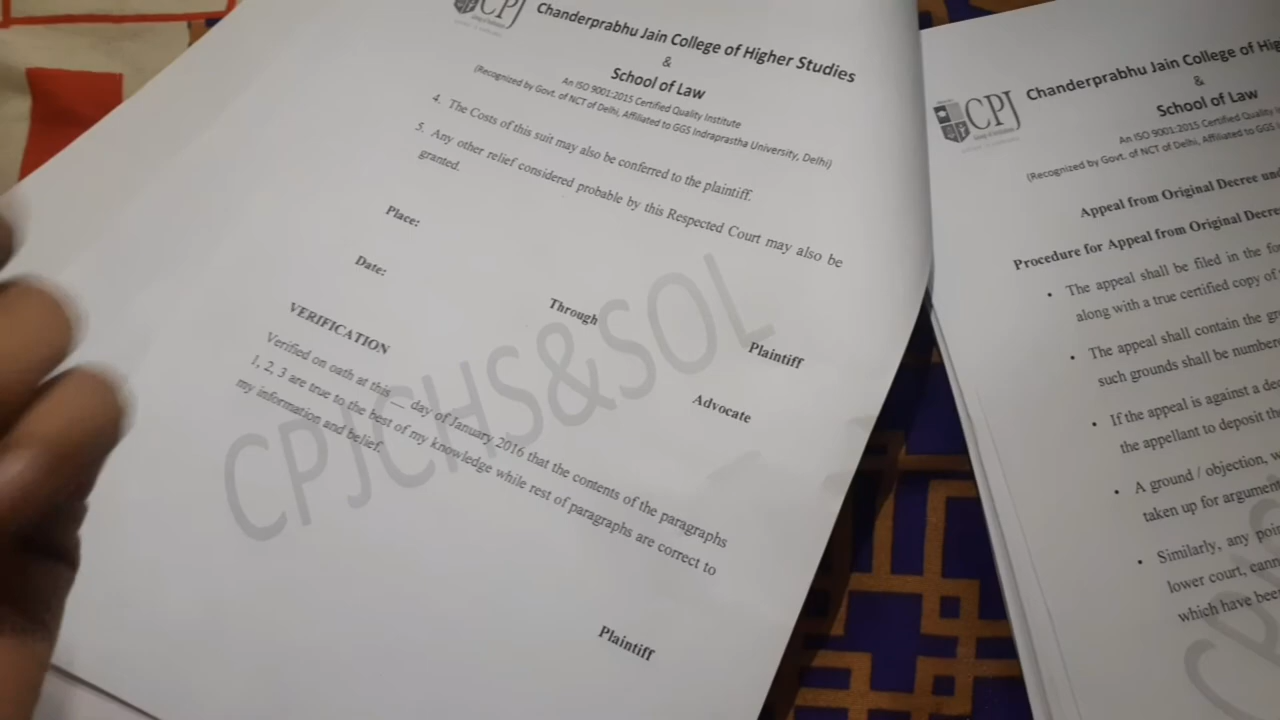 CPJ
Chanderprabhu Jain College of Higher Studies
&
School of Law
An ISO 9001:2015 Certified Quality Institute
(Recognized by Govt. of NCT of Delhi, Affiliated to GGS Indraprastha University, Delhi)
4. The Costs of this suit may also be conferred to the plaintiff.
5. Any other relief considered probable by this Respected Court may also be
granted.
Place:
Date:
Through
Plaintiff
Advocate
VERIFICATION
Verified on oath at this __ day of January 2016 that the contents of the paragraphs
1, 2, 3 are true to the best of my knowledge while rest of paragraphs are correct to
my information and belief.
Plaintiff
CPJCHS&SOL
CPJ
Chanderprabhu Jain College of
&
School of Law
An ISO 9001:2015 Certified Quality
(Recognized by Govt. of NCT of Delhi, Affiliated to GGS
Appeal from Original Decree
Procedure for Appeal from Original
• The appeal shall be filed in the
along with a true certified copy of
• The appeal shall contain the
such grounds shall be
• If the appeal is against a
the appellant to deposit
• A ground / objection,
taken up for
• Similarly, any
lower court,
which have